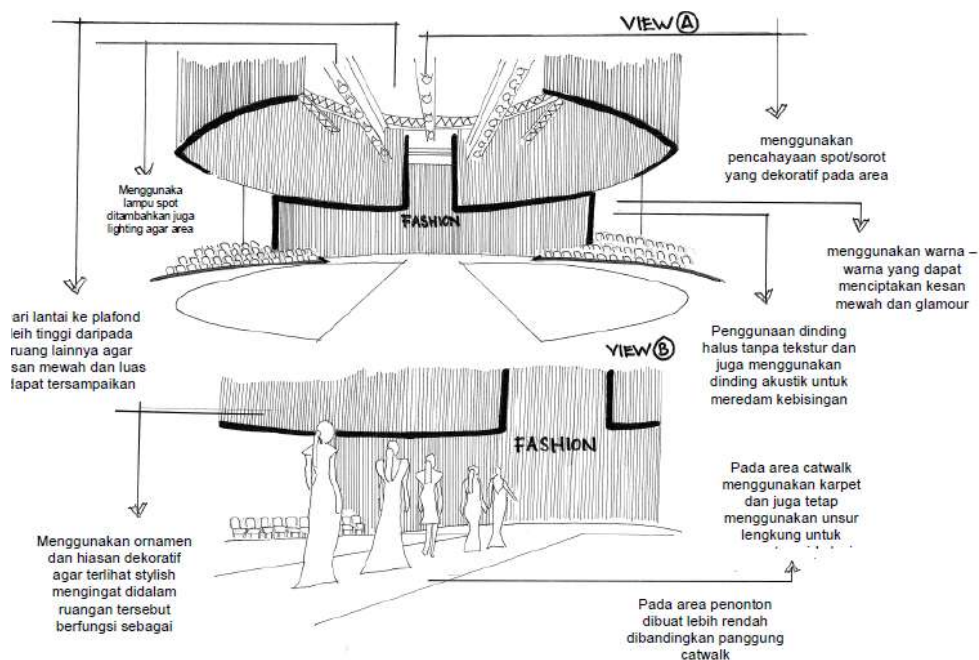 VIEW A
menggunakan
pencahayaan spot/sorot
yang dekoratif pada area
Menggunaka
lampu spot
ditambahkan juga
lighting agar area
FASHION
menggunakan warna –
warna yang dapat
menciptakan kesan
mewah dan glamour
ari lantai ke plafond
leih tinggi daripada
ruang lainnya agar
san mewah dan luas
dapat tersampaikan
Penggunaan dinding
halus tanpa tekstur dan
juga menggunakan
dinding akustik untuk
meredam kebisingan
VIEW B
FASHION
Pada area catwalk
menggunakan karpet
dan juga tetap
menggunakan unsur
lengkung untuk
Menggunakan ornamen
dan hiasan dekoratif
agar terlihat stylish
mengingat didalam
ruangan tersebut
berfungsi sebagai
Pada area penonton
dibuat lebih rendah
dibandingkan panggung
catwalk